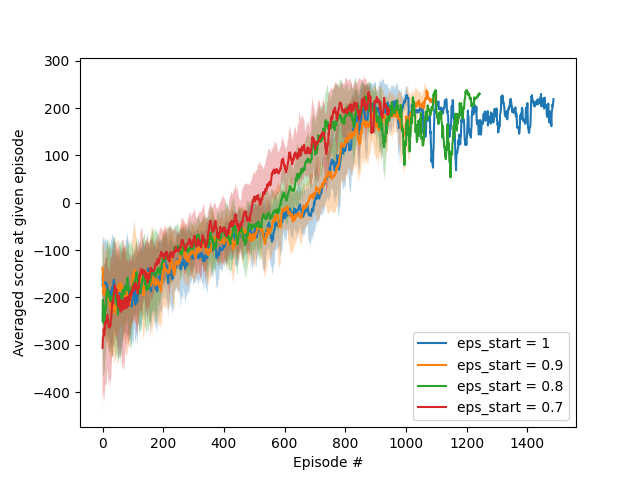 300
200
100
0
−100
−200
−300
−400
Averaged score at given episode
0
200
400
600
800
1000
1200
1400
Episode #
eps_start = 1
eps_start = 0.9
eps_start = 0.8
eps_start = 0.7